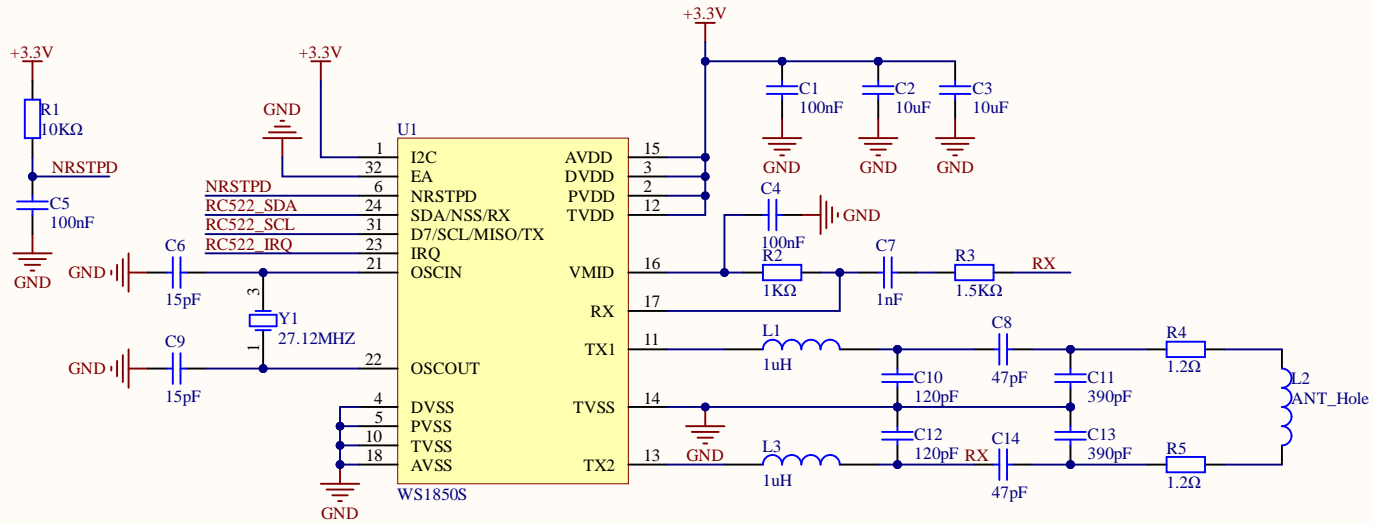 +3.3V
R1
10KΩ
NRSTPD
C5
100nF
GND
+3.3V
GND
+3.3V
C1
100nF
GND
C2
10uF
GND
C3
10uF
GND
U1
1 I2C
32 EA
NRSTPD 6 NRSTPD
RC522_SDA 24 SDA/NSS/RX
RC522_SCL 31 D7/SCL/MISO/TX
RC522_IRQ 23 IRQ
21 OSCIN
22 OSCOUT
4 DVSS
5 PVSS
10 TVSS
18 AVSS
GND
AVDD 15
DVDD 3
PVDD 2
TVDD 12
VMID 16
RX 17
TX1 11
TVSS 14
TX2 13
WS1850S
GND
C6
15pF
3
Y1
27.12MHZ
1
GND
C9
15pF
C4
100nF
GND
R2
1KΩ
C7
1nF
R3
1.5KΩ
RX
L1
1uH
C10
120pF
C8
47pF
C11
390pF
R4
1.2Ω
L2
ANT_Hole
GND
L3
1uH
C12
120pF
RX
C14
47pF
C13
390pF
R5
1.2Ω